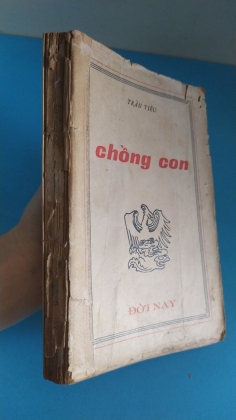 TRẦN TIÊU
chồng con
ĐỜI NAY